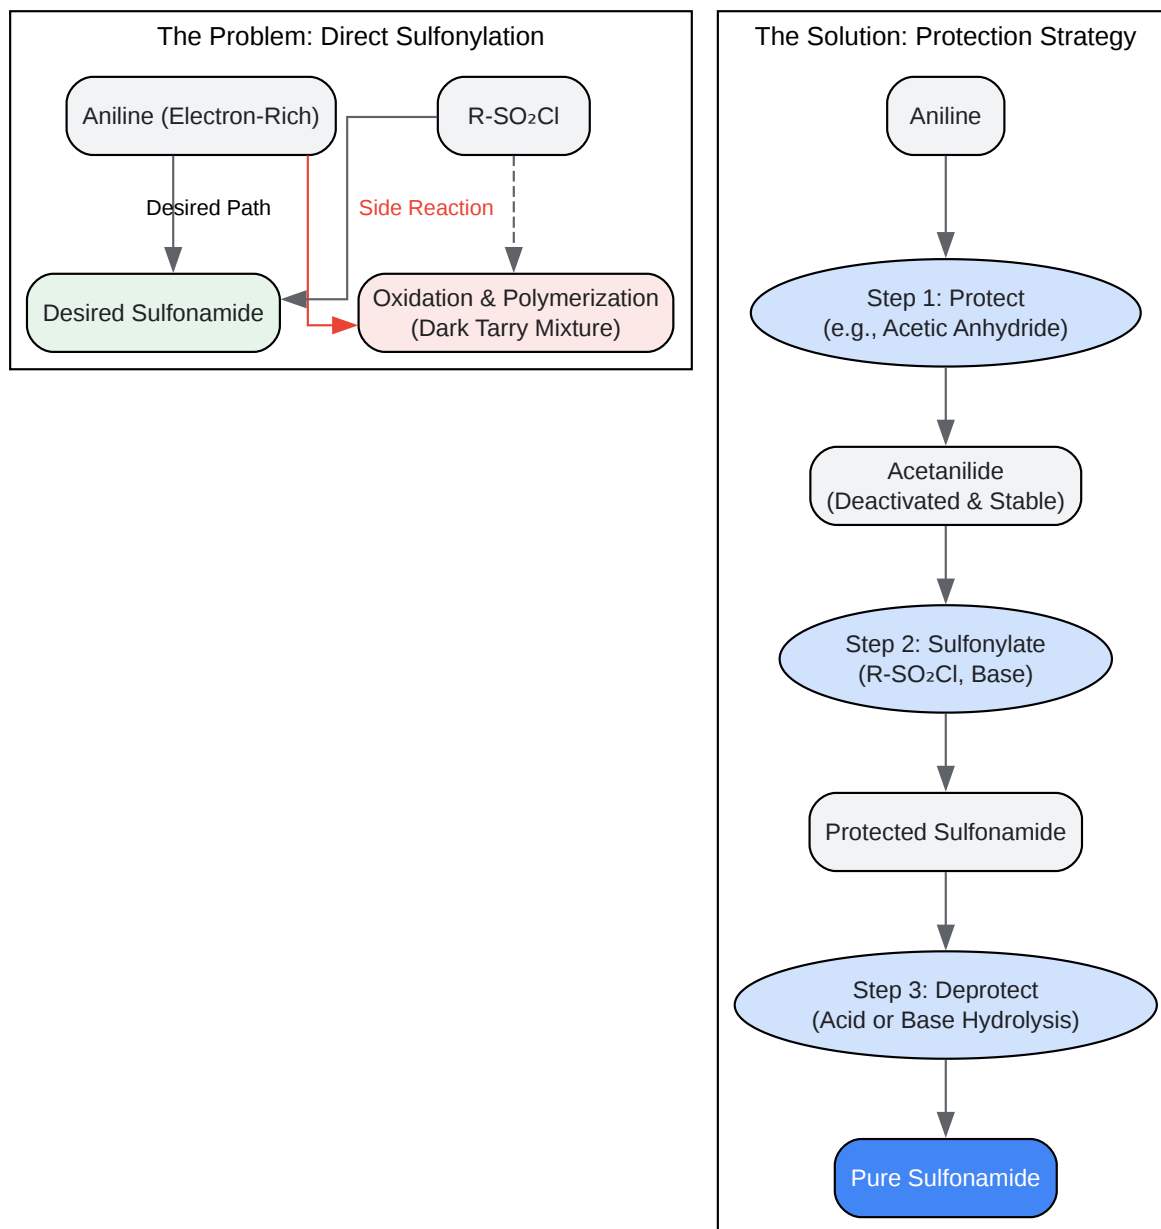 The Problem: Direct Sulfonylation
Aniline (Electron-Rich)
R-SO₂Cl
Desired Path
Side Reaction
Desired Sulfonamide
Oxidation & Polymerization
(Dark Tarry Mixture)
The Solution: Protection Strategy
Aniline
Step 1: Protect
(e.g., Acetic Anhydride)
Acetanilide
(Deactivated & Stable)
Step 2: Sulfonylate
(R-SO₂Cl, Base)
Protected Sulfonamide
Step 3: Deprotect
(Acid or Base Hydrolysis)
Pure Sulfonamide